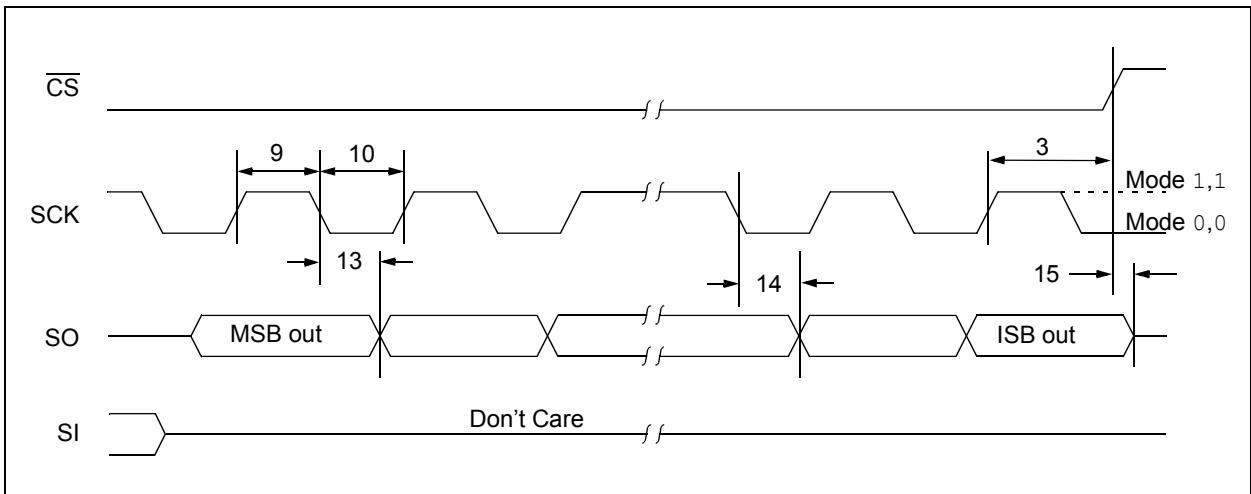 CS
9
10
3
Mode 1,1
SCK
Mode 0,0
13
14
15
SO
MSB out
ISB out
SI
Don't Care